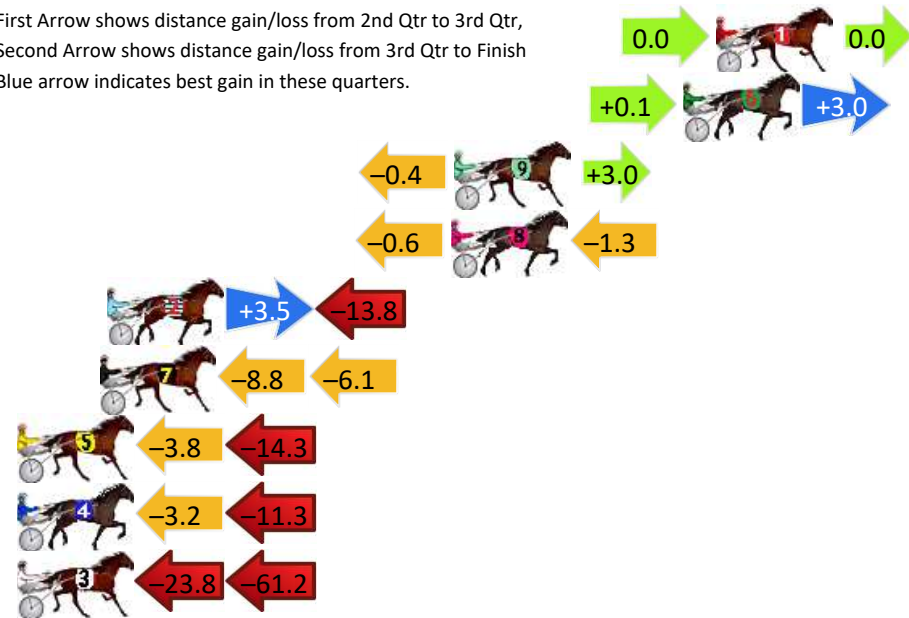 First Arrow shows distance gain/loss from 2nd Qtr to 3rd Qtr,
Second Arrow shows distance gain/loss from 3rd Qtr to Finish
Blue arrow indicates best gain in these quarters.
0.0 1 0.0
+0.1 +3.0
–0.4 9 +3.0
–0.6 8 –1.3
+3.5 –13.8
7 –8.8 –6.1
5 –3.8 –14.3
4 –3.2 –11.3
3 –23.8 –61.2